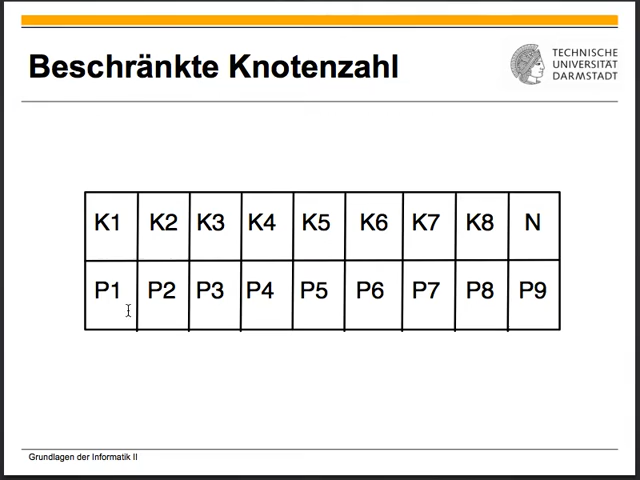 Beschränkte Knotenzahl
TECHNISCHE
UNIVERSITÄT
DARMSTADT
K1 K2 K3 K4 K5 K6 K7 K8 N
P1 P2 P3 P4 P5 P6 P7 P8 P9
Grundlagen der Informatik II